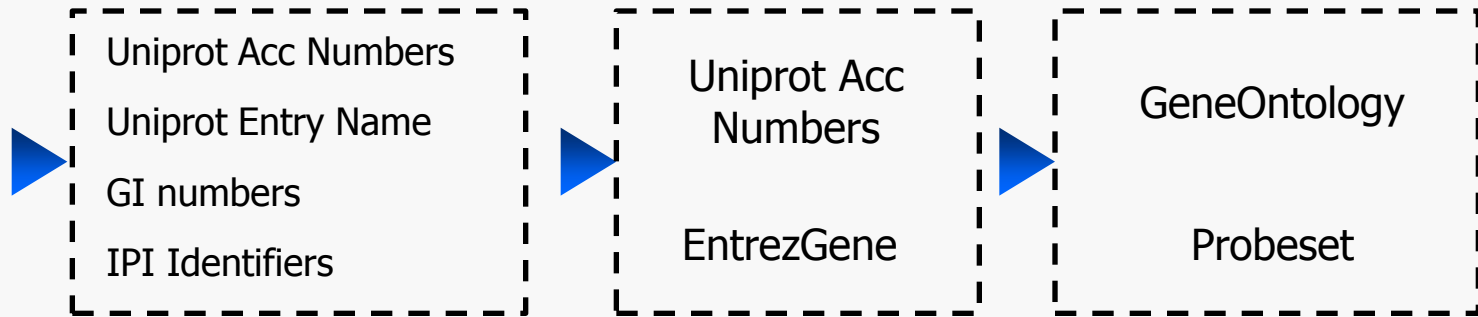 Uniprot Acc Numbers
Uniprot Entry Name
GI numbers
IPI Identifiers
Uniprot Acc
Numbers
EntrezGene
GeneOntology
Probeset